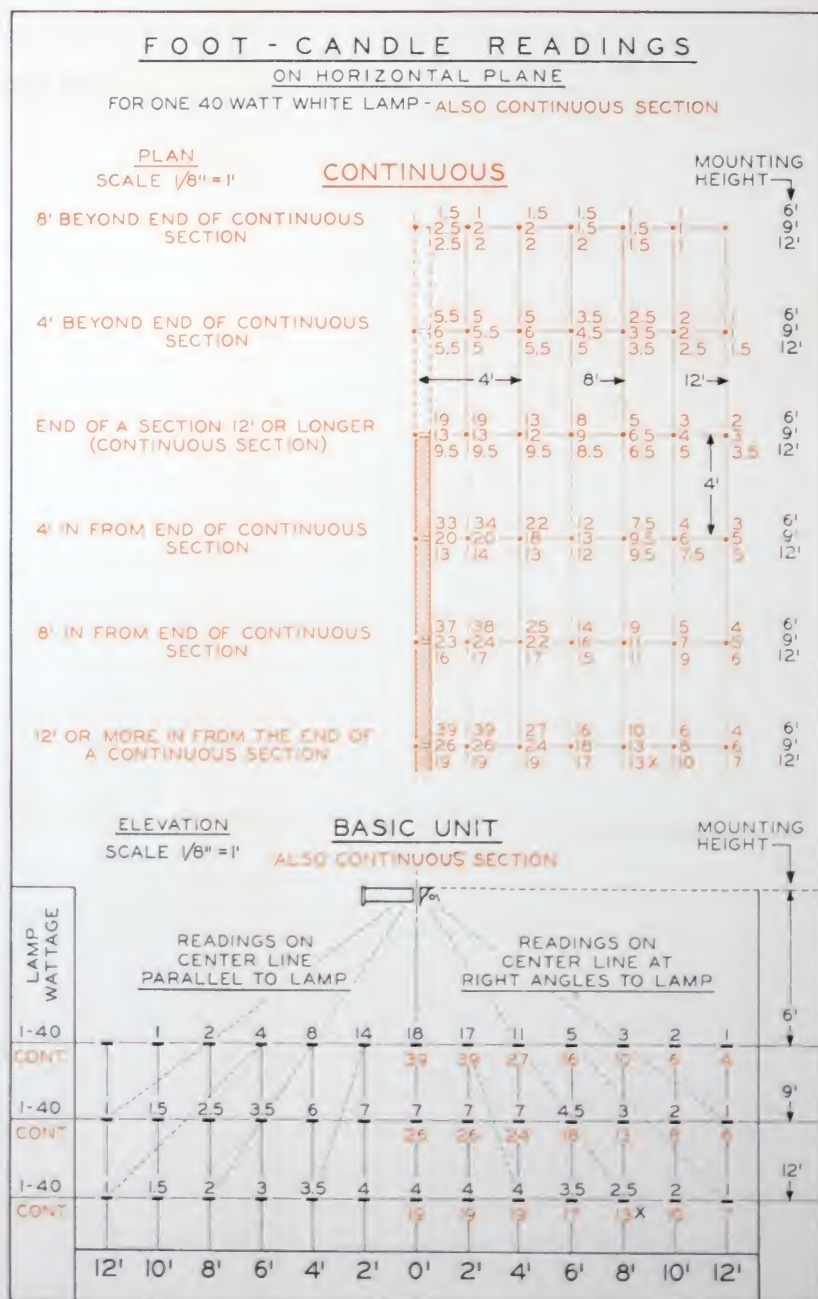 FOOT - CANDLE READINGS
ON HORIZONTAL PLANE
FOR ONE 40 WATT WHITE LAMP - ALSO CONTINUOUS SECTION
PLAN
SCALE 1/8" = 1'
CONTINUOUS
MOUNTING HEIGHT
8' BEYOND END OF CONTINUOUS SECTION
1.5 1 1.5 1.5 1 1 6'
2.5 2 2 1.5 1.5 1 9'
2.5 2 2 2 1.5 1 12'
4' BEYOND END OF CONTINUOUS SECTION
5.5 5 5 3.5 2.5 2 1 6'
6 5.5 6 4.5 3.5 2 1 9'
5.5 5 5.5 5 3.5 2.5 1.5 12'
4' 8' 12'
END OF A SECTION 12' OR LONGER (CONTINUOUS SECTION)
19 19 13 8 5 3 2 6'
13 13 12 9 6.5 4 3 9'
9.5 9.5 9.5 8.5 6.5 5 3.5 12'
4'
4' IN FROM END OF CONTINUOUS SECTION
33 34 22 12 7.5 4 3 6'
20 20 18 13 9.5 6 5 9'
13 14 13 12 9.5 7.5 5 12'
8' IN FROM END OF CONTINUOUS SECTION
37 38 25 14 9 5 4 6'
23 24 22 16 11 7 5 9'
16 17 17 15 11 9 6 12'
12' OR MORE IN FROM THE END OF A CONTINUOUS SECTION
39 39 27 16 10 6 4 6'
26 26 24 18 13 8 6 9'
19 19 19 17 13X 10 7 12'
ELEVATION
SCALE 1/8" = 1'
BASIC UNIT
ALSO CONTINUOUS SECTION
MOUNTING HEIGHT
LAMP WATTAGE
READINGS ON CENTER LINE PARALLEL TO LAMP
READINGS ON CENTER LINE AT RIGHT ANGLES TO LAMP
6'
1-40 1 2 4 8 14 18 17 11 5 3 2 1
CONT 39 39 27 16 10 6 4
9'
1-40 1 1.5 2.5 3.5 6 7 7 7 7 4.5 3 2 1
CONT 26 26 24 18 13 8 6
12'
1-40 1 1.5 2 3 3.5 4 4 4 4 3.5 2.5 2 1
CONT 19 19 19 17 13X 10 7
12' 10' 8' 6' 4' 2' 0' 2' 4' 6' 8' 10' 12'